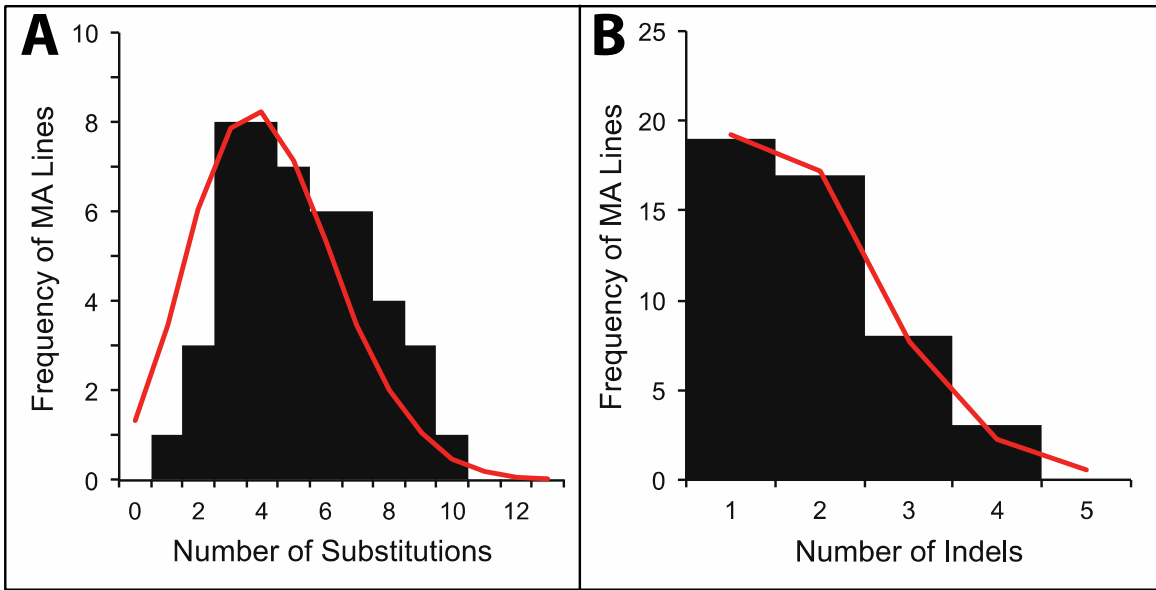 A
10
8
6
4
2
0
Frequency of MA Lines
0 2 4 6 8 10 12
Number of Substitutions
B
25
20
15
10
5
0
Frequency of MA Lines
1 2 3 4 5
Number of Indels